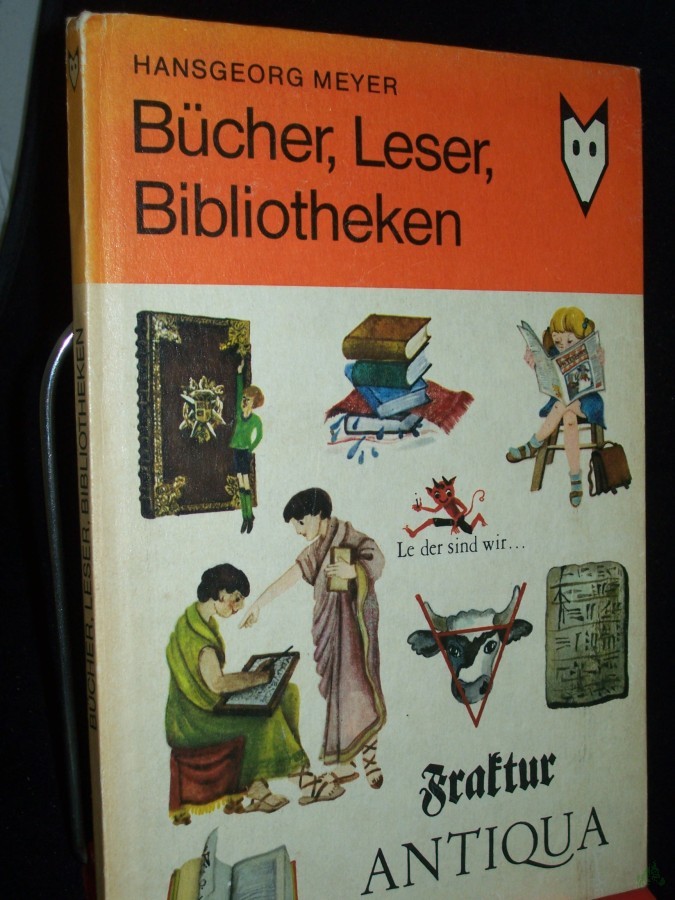 HANSGEORG MEYER
Bücher, Leser,
Bibliotheken
Le der sind wir...
Fraktur
ANTIQUA
BÜCHER, LESER, BIBLIOTHEKEN